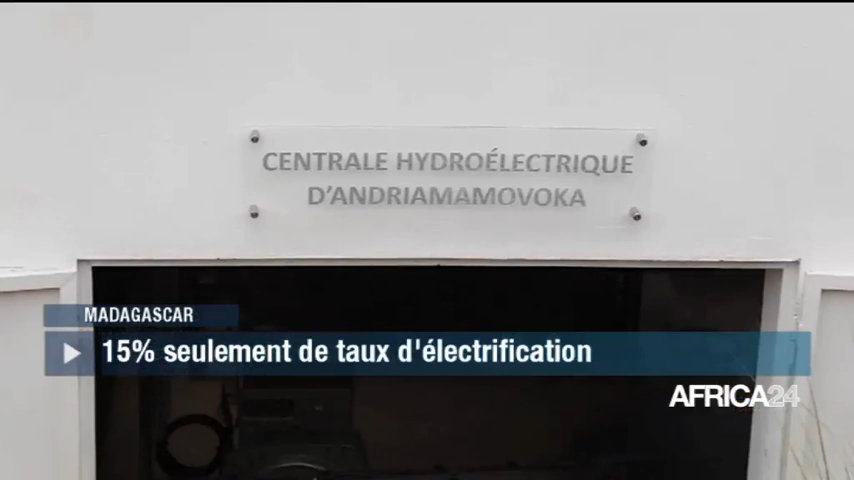 CENTRALE HYDROÉLECTRIQUE
D'ANDRIAMAMOVOKA
MADAGASCAR
15% seulement de taux d'électrification
AFRICA24